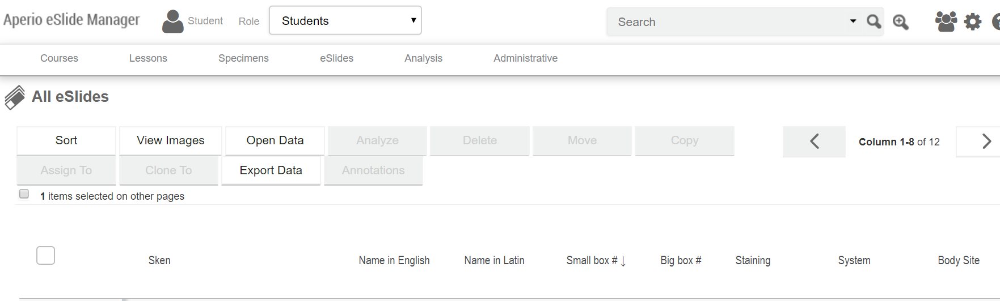 Aperio eSlide Manager Student Role Students Search
Courses Lessons Specimens eSlides Analysis Administrative
All eSlides
Sort View Images Open Data Analyze Delete Move Copy Column 1-8 of 12
Assign To Clone To Export Data Annotations
1 items selected on other pages
Sken Name in English Name in Latin Small box # ↓ Big box # Staining System Body Site